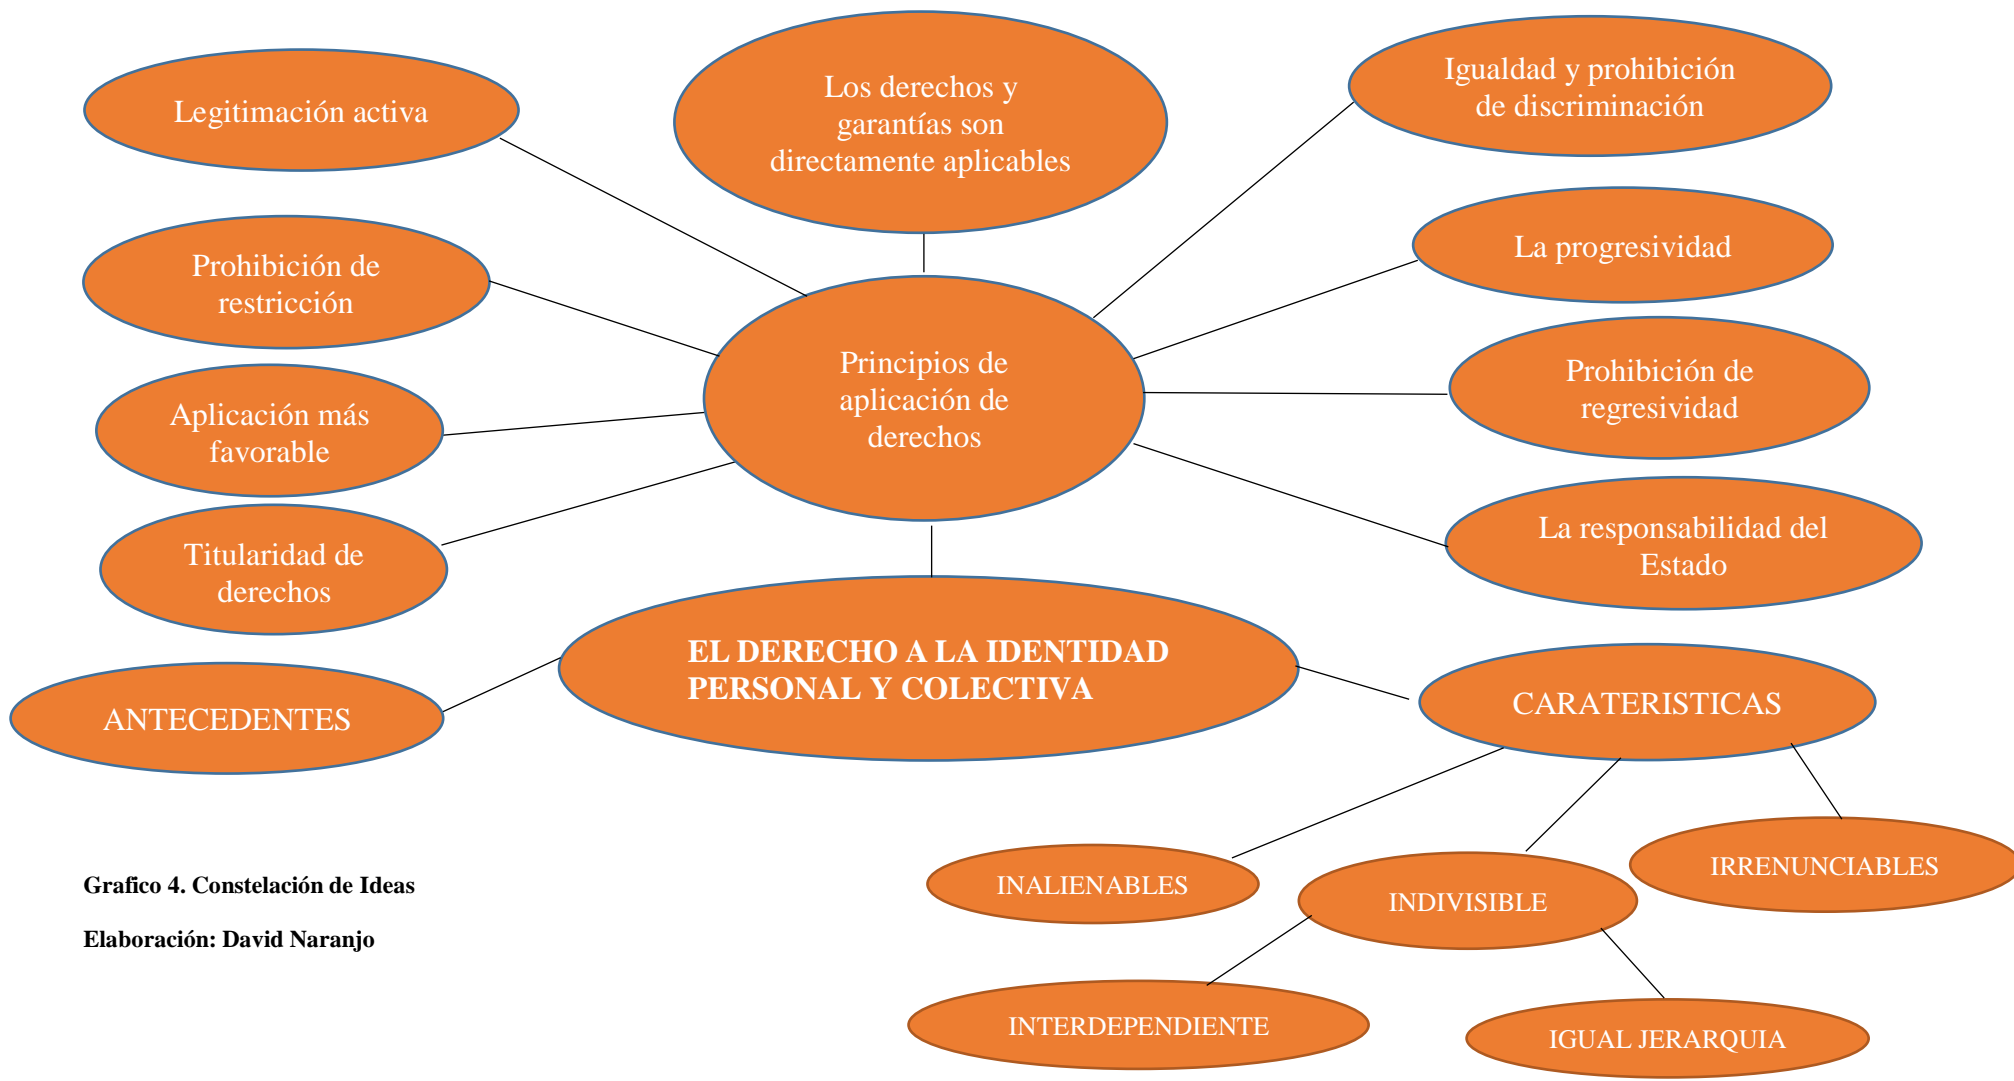 Legitimación activa
Los derechos y
garantías son
directamente aplicables
Igualdad y prohibición
de discriminación
Prohibición de
restricción
La progresividad
Principios de
aplicación de
derechos
Aplicación más
favorable
Prohibición de
regresividad
Titularidad de
derechos
La responsabilidad del
Estado
EL DERECHO A LA IDENTIDAD
PERSONAL Y COLECTIVA
ANTECEDENTES
CARATERISTICAS
INALIENABLES
INDIVISIBLE
IRRENUNCIABLES
INTERDEPENDIENTE
IGUAL JERARQUIA
Grafico 4. Constelación de Ideas
Elaboración: David Naranjo